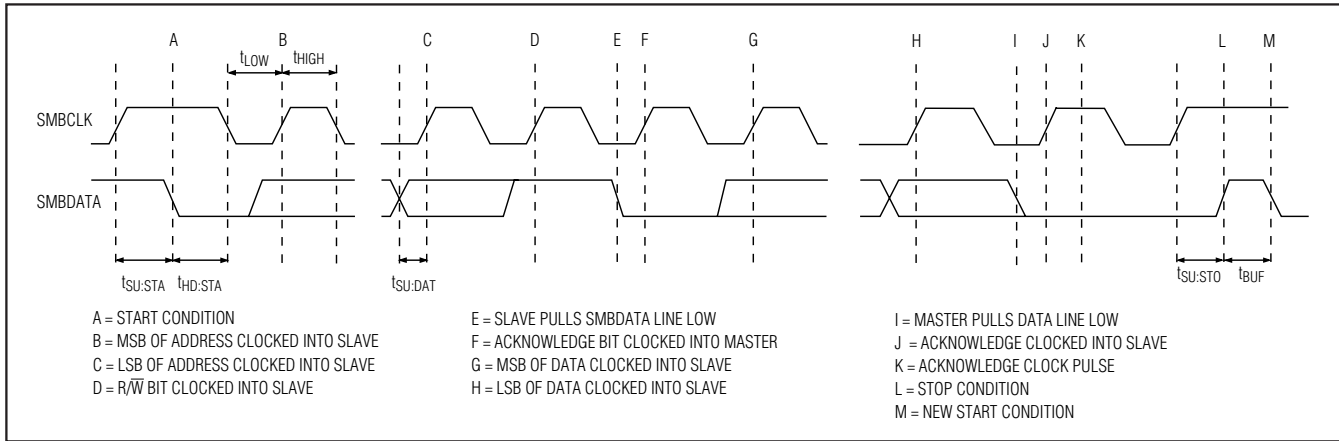 A B C D E F G H I J K L M
tLOW tHIGH
SMBCLK
SMBDATA
tSU:STA tHD:STA tSU:DAT tSU:STO tBUF
A = START CONDITION
B = MSB OF ADDRESS CLOCKED INTO SLAVE
C = LSB OF ADDRESS CLOCKED INTO SLAVE
D = R/W̅ BIT CLOCKED INTO SLAVE
E = SLAVE PULLS SMBDATA LINE LOW
F = ACKNOWLEDGE BIT CLOCKED INTO MASTER
G = MSB OF DATA CLOCKED INTO SLAVE
H = LSB OF DATA CLOCKED INTO SLAVE
I = MASTER PULLS DATA LINE LOW
J = ACKNOWLEDGE CLOCKED INTO SLAVE
K = ACKNOWLEDGE CLOCK PULSE
L = STOP CONDITION
M = NEW START CONDITION